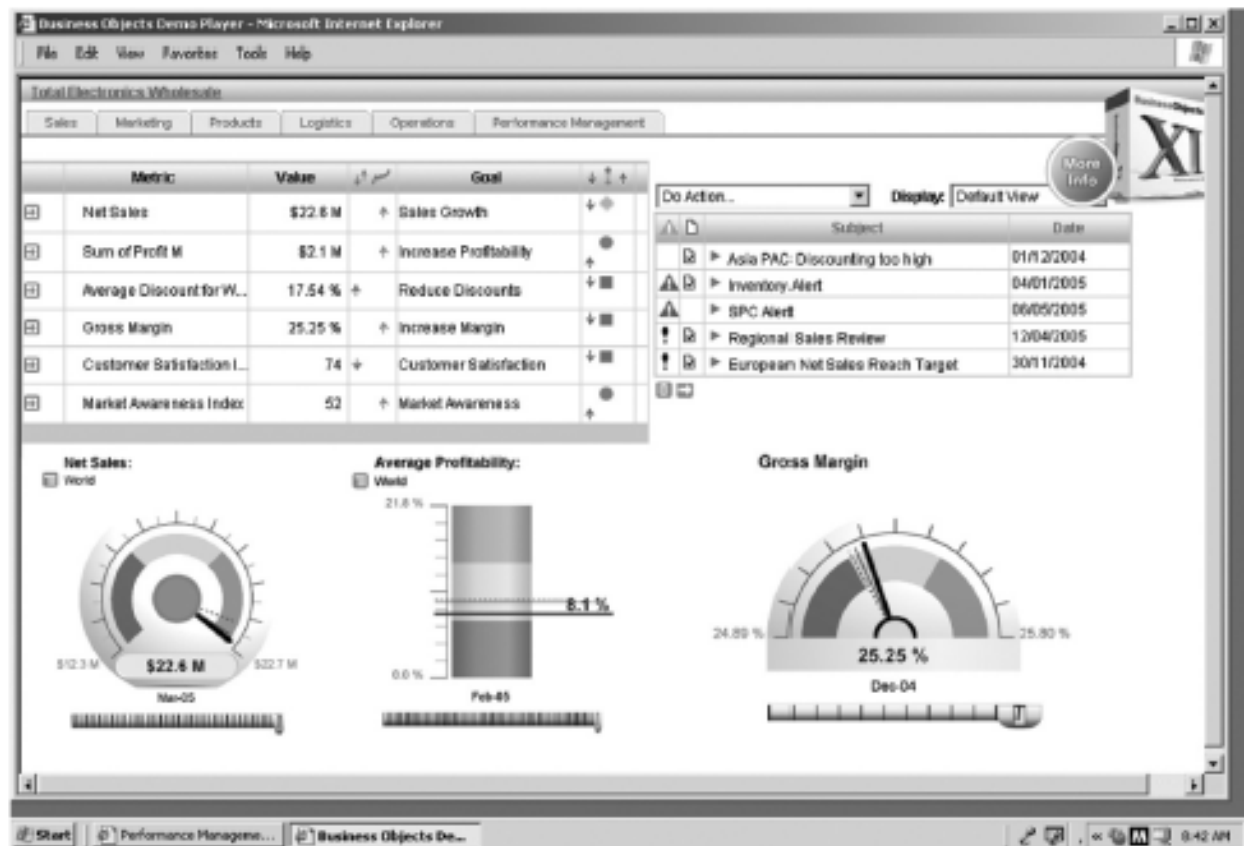 Business Objects Demo Player - Microsoft Internet Explorer
File Edit View Favorites Tools Help
Total Electronics Wholesale
Sales Marketing Products Logistics Operations Performance Management
BusinessObjects
XI
More Info
Metric Value Goal
Net Sales $22.6 M Sales Growth
Sum of Profit M $2.1 M Increase Profitability
Average Discount for W... 17.54 % Reduce Discounts
Gross Margin 25.25 % Increase Margin
Customer Satisfaction I... 74 Customer Satisfaction
Market Awareness Index 52 Market Awareness
Do Action... Display: Default View
Subject Date
Asia PAC: Discounting too high 01/12/2004
Inventory Alert 04/01/2005
SPC Alert 06/05/2005
Regional Sales Review 12/04/2005
European Net Sales Reach Target 30/11/2004
Net Sales:
World
$12.3 M $22.6 M $22.7 M
Mar-05
Average Profitability:
World
21.8 %
8.1 %
0.0 %
Feb-05
Gross Margin
24.89 % 25.80 %
25.25 %
Dec-04
Start Performance Manageme... Business Objects De... 8:42 AM